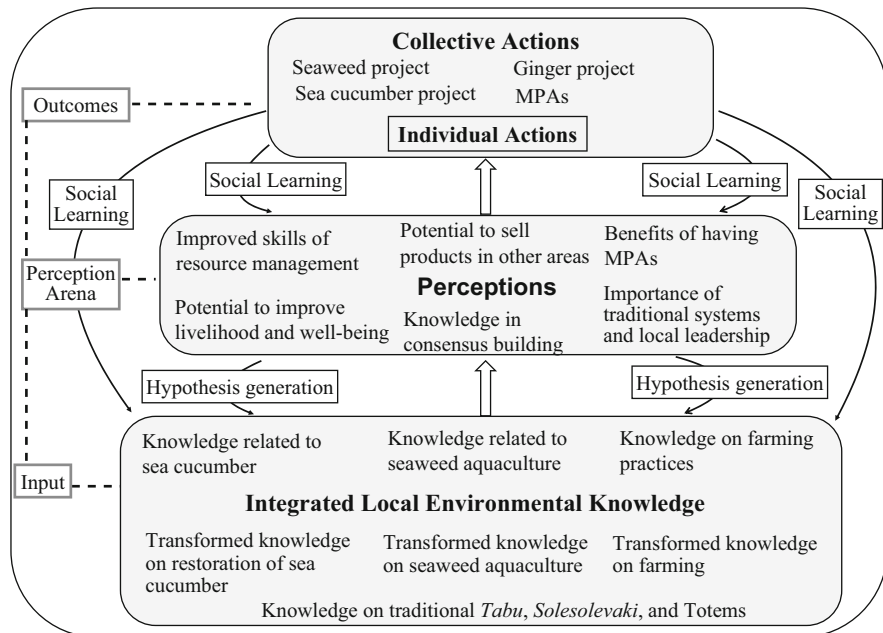 Collective Actions
Seaweed project
Ginger project
Sea cucumber project
MPAs
Individual Actions
Outcomes
Social Learning
Social Learning
Social
Learning
Social
Learning
Improved skills of
resource management
Potential to sell
products in other areas
Benefits of having
MPAs
Perception
Arena
Perceptions
Potential to improve
livelihood and well-being
Knowledge in
consensus building
Importance of
traditional systems
and local leadership
Hypothesis generation
Hypothesis generation
Knowledge related to
sea cucumber
Knowledge related to
seaweed aquaculture
Knowledge on farming
practices
Input
Integrated Local Environmental Knowledge
Transformed knowledge
on restoration of sea
cucumber
Transformed knowledge
on seaweed aquaculture
Transformed knowledge
on farming
Knowledge on traditional Tabu, Solesolevaki, and Totems